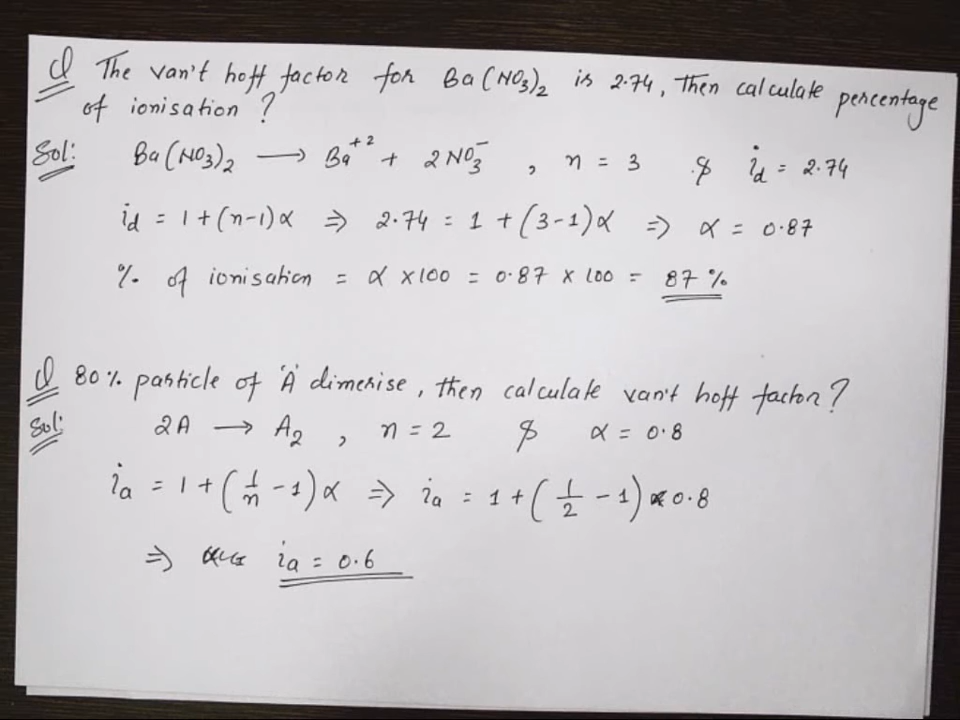 Q The van't hoff factor for Ba(NO3)2 is 2.74, then calculate percentage
of ionisation?
Sol: Ba(NO3)2 → Ba+2 + 2NO3-, n = 3 & id = 2.74
id = 1+(n-1)α ⇒ 2.74 = 1+(3-1)α ⇒ α = 0.87
% of ionisation = α ×100 = 0.87 × 100 = 87 %
Q 80% particle of 'A' dimerise, then calculate van't hoff factor?
Sol: 2A → A2, n = 2 & α = 0.8
ia = 1+(1/n -1)α ⇒ ia = 1+(1/2 -1)×0.8
⇒ ia = 0.6